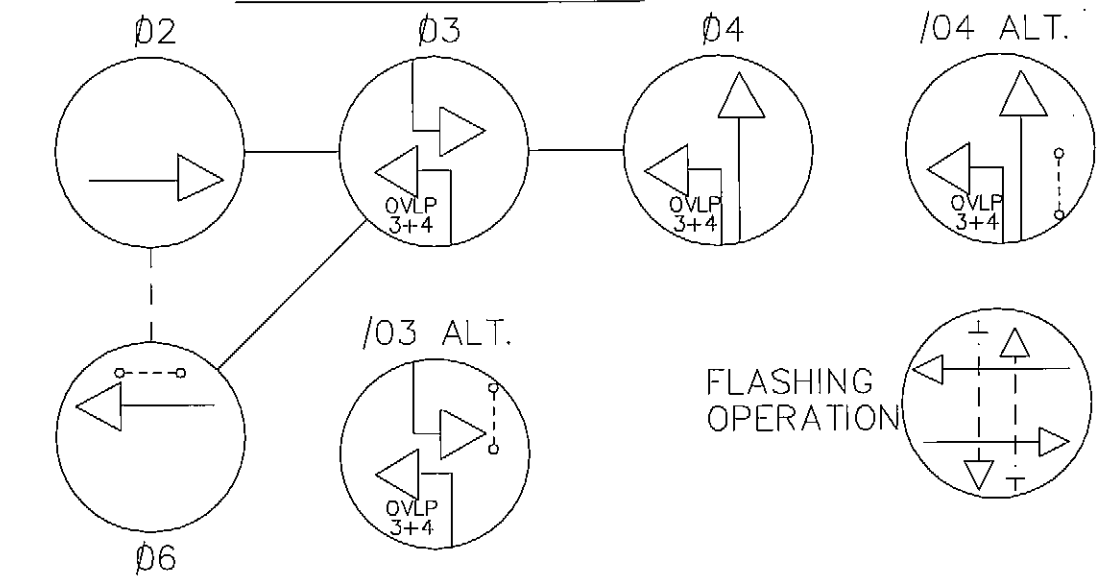 Ø2
Ø3
Ø4
/04 ALT.
OVLP
3+4
OVLP
3+4
OVLP
3+4
/03 ALT.
FLASHING
OPERATION
OVLP
3+4
Ø6